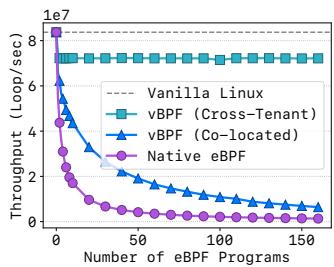 1e7
8
6
4
2
0
Throughput (Loop/sec)
Vanilla Linux
vBPF (Cross-Tenant)
vBPF (Co-located)
Native eBPF
0
50
100
150
Number of eBPF Programs